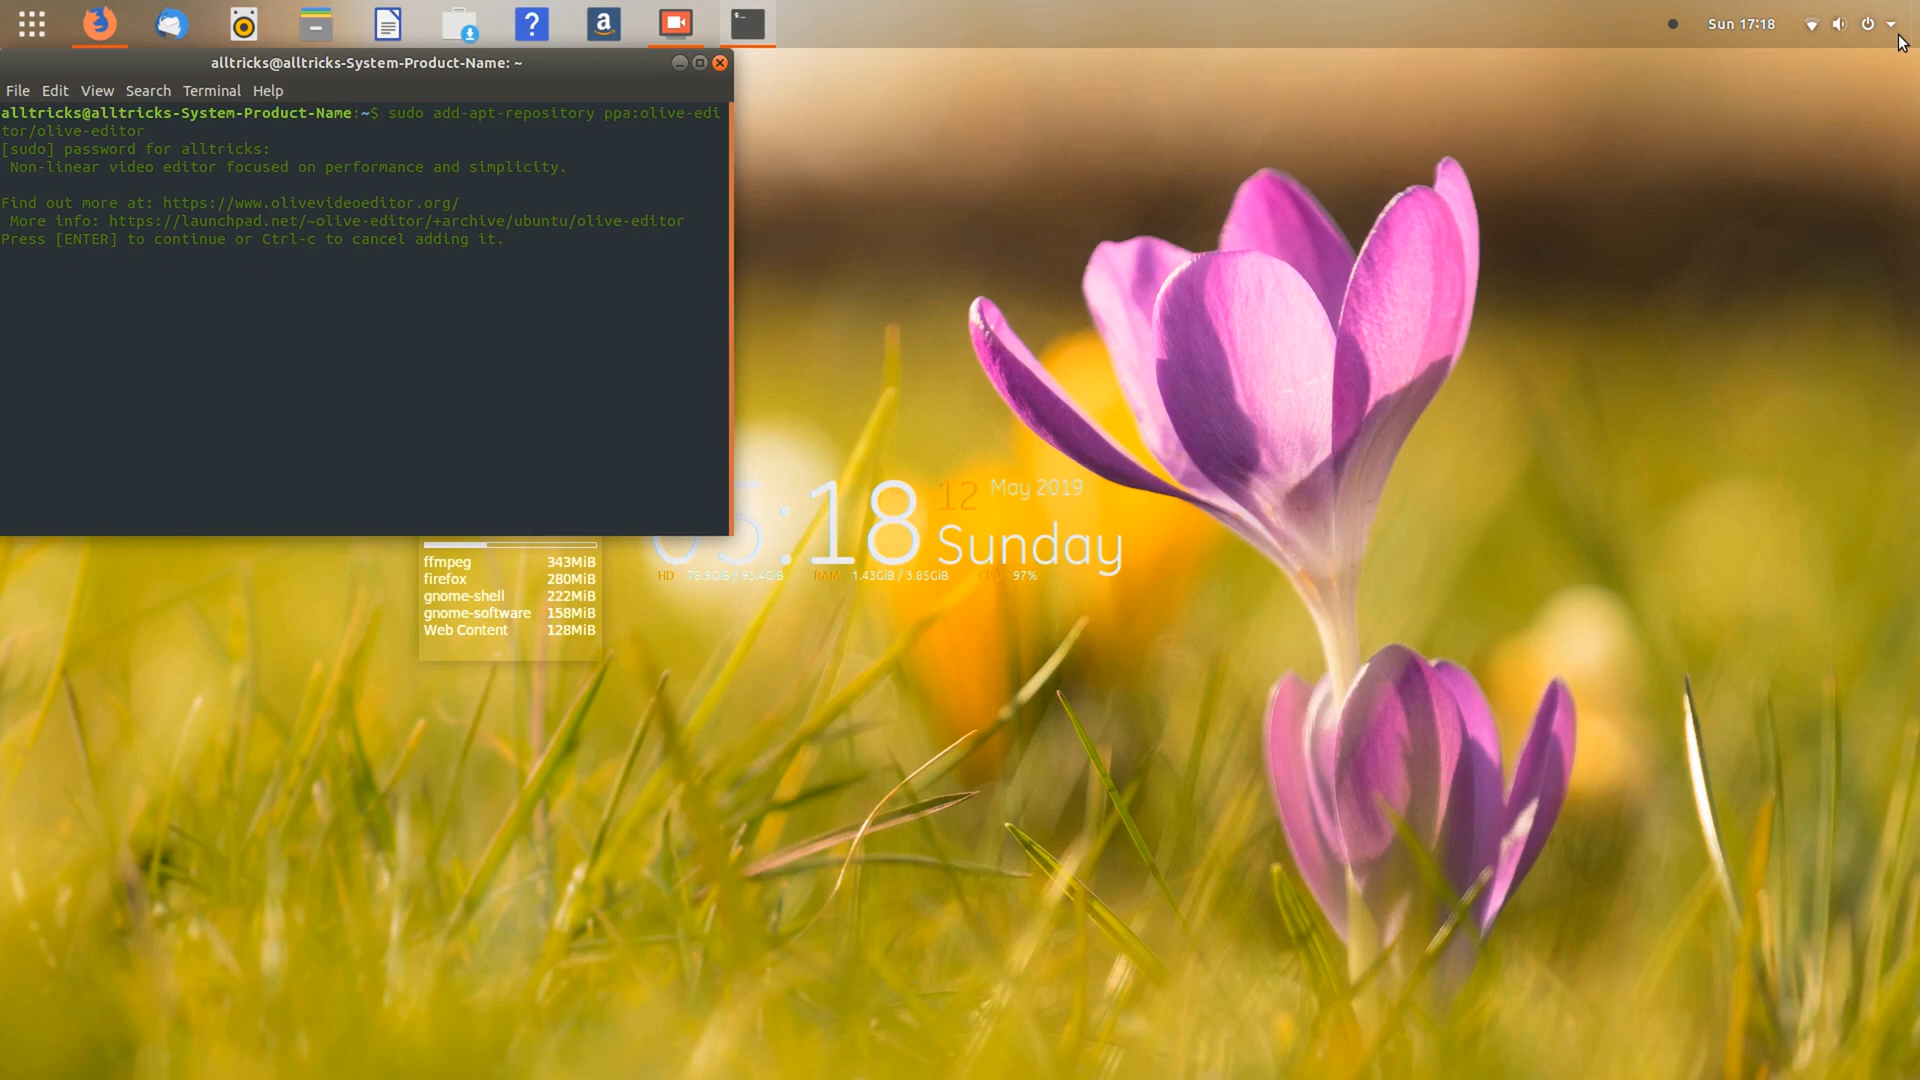 Sun 17:18
alltricks@alltricks-System-Product-Name: ~
File Edit View Search Terminal Help
alltricks@alltricks-System-Product-Name:~$ sudo add-apt-repository ppa:olive-edi
tor/olive-editor
[sudo] password for alltricks:
Non-linear video editor focused on performance and simplicity.
Find out more at: https://www.olivevideoeditor.org/
More info: https://launchpad.net/~olive-editor/+archive/ubuntu/olive-editor
Press [ENTER] to continue or Ctrl-c to cancel adding it.
05:18 12 May 2019
Sunday
HD 78.9GiB / 93.4GiB RAM 1.43GiB / 3.85GiB CPU 97%
ffmpeg 343MiB
firefox 280MiB
gnome-shell 222MiB
gnome-software 158MiB
Web Content 128MiB